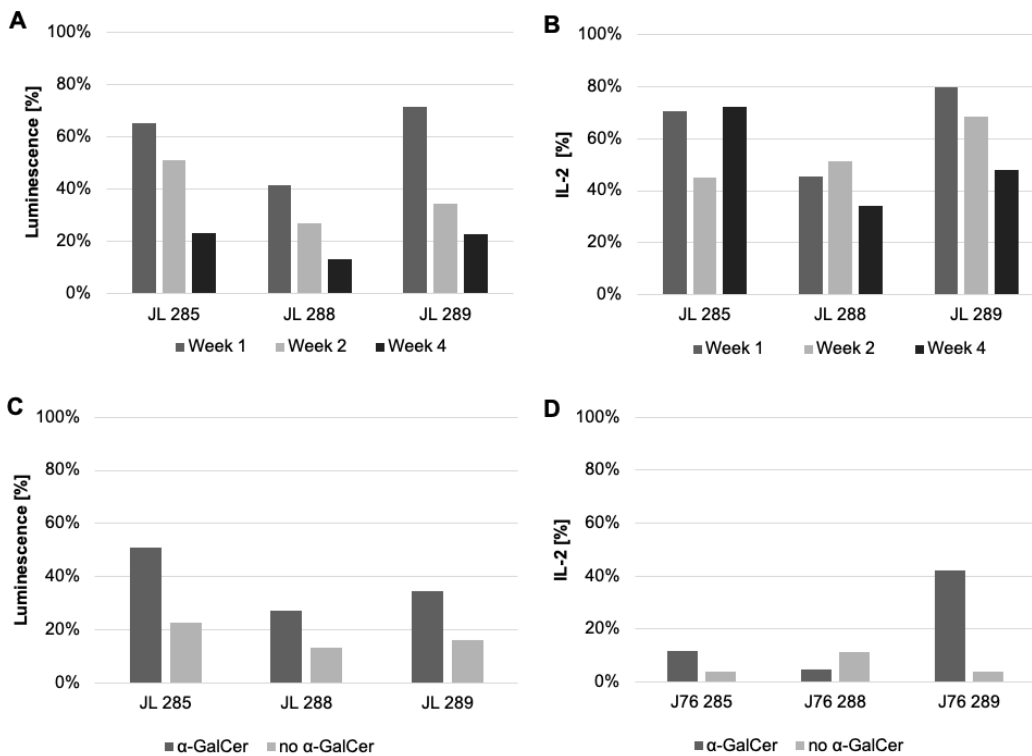 A
Luminescence [%]
100%
80%
60%
40%
20%
0%
JL 285 JL 288 JL 289
Week 1 Week 2 Week 4
B
IL-2 [%]
100%
80%
60%
40%
20%
0%
JL 285 JL 288 JL 289
Week 1 Week 2 Week 4
C
Luminescence [%]
100%
80%
60%
40%
20%
0%
JL 285 JL 288 JL 289
α-GalCer no α-GalCer
D
IL-2 [%]
100%
80%
60%
40%
20%
0%
J76 285 J76 288 J76 289
α-GalCer no α-GalCer